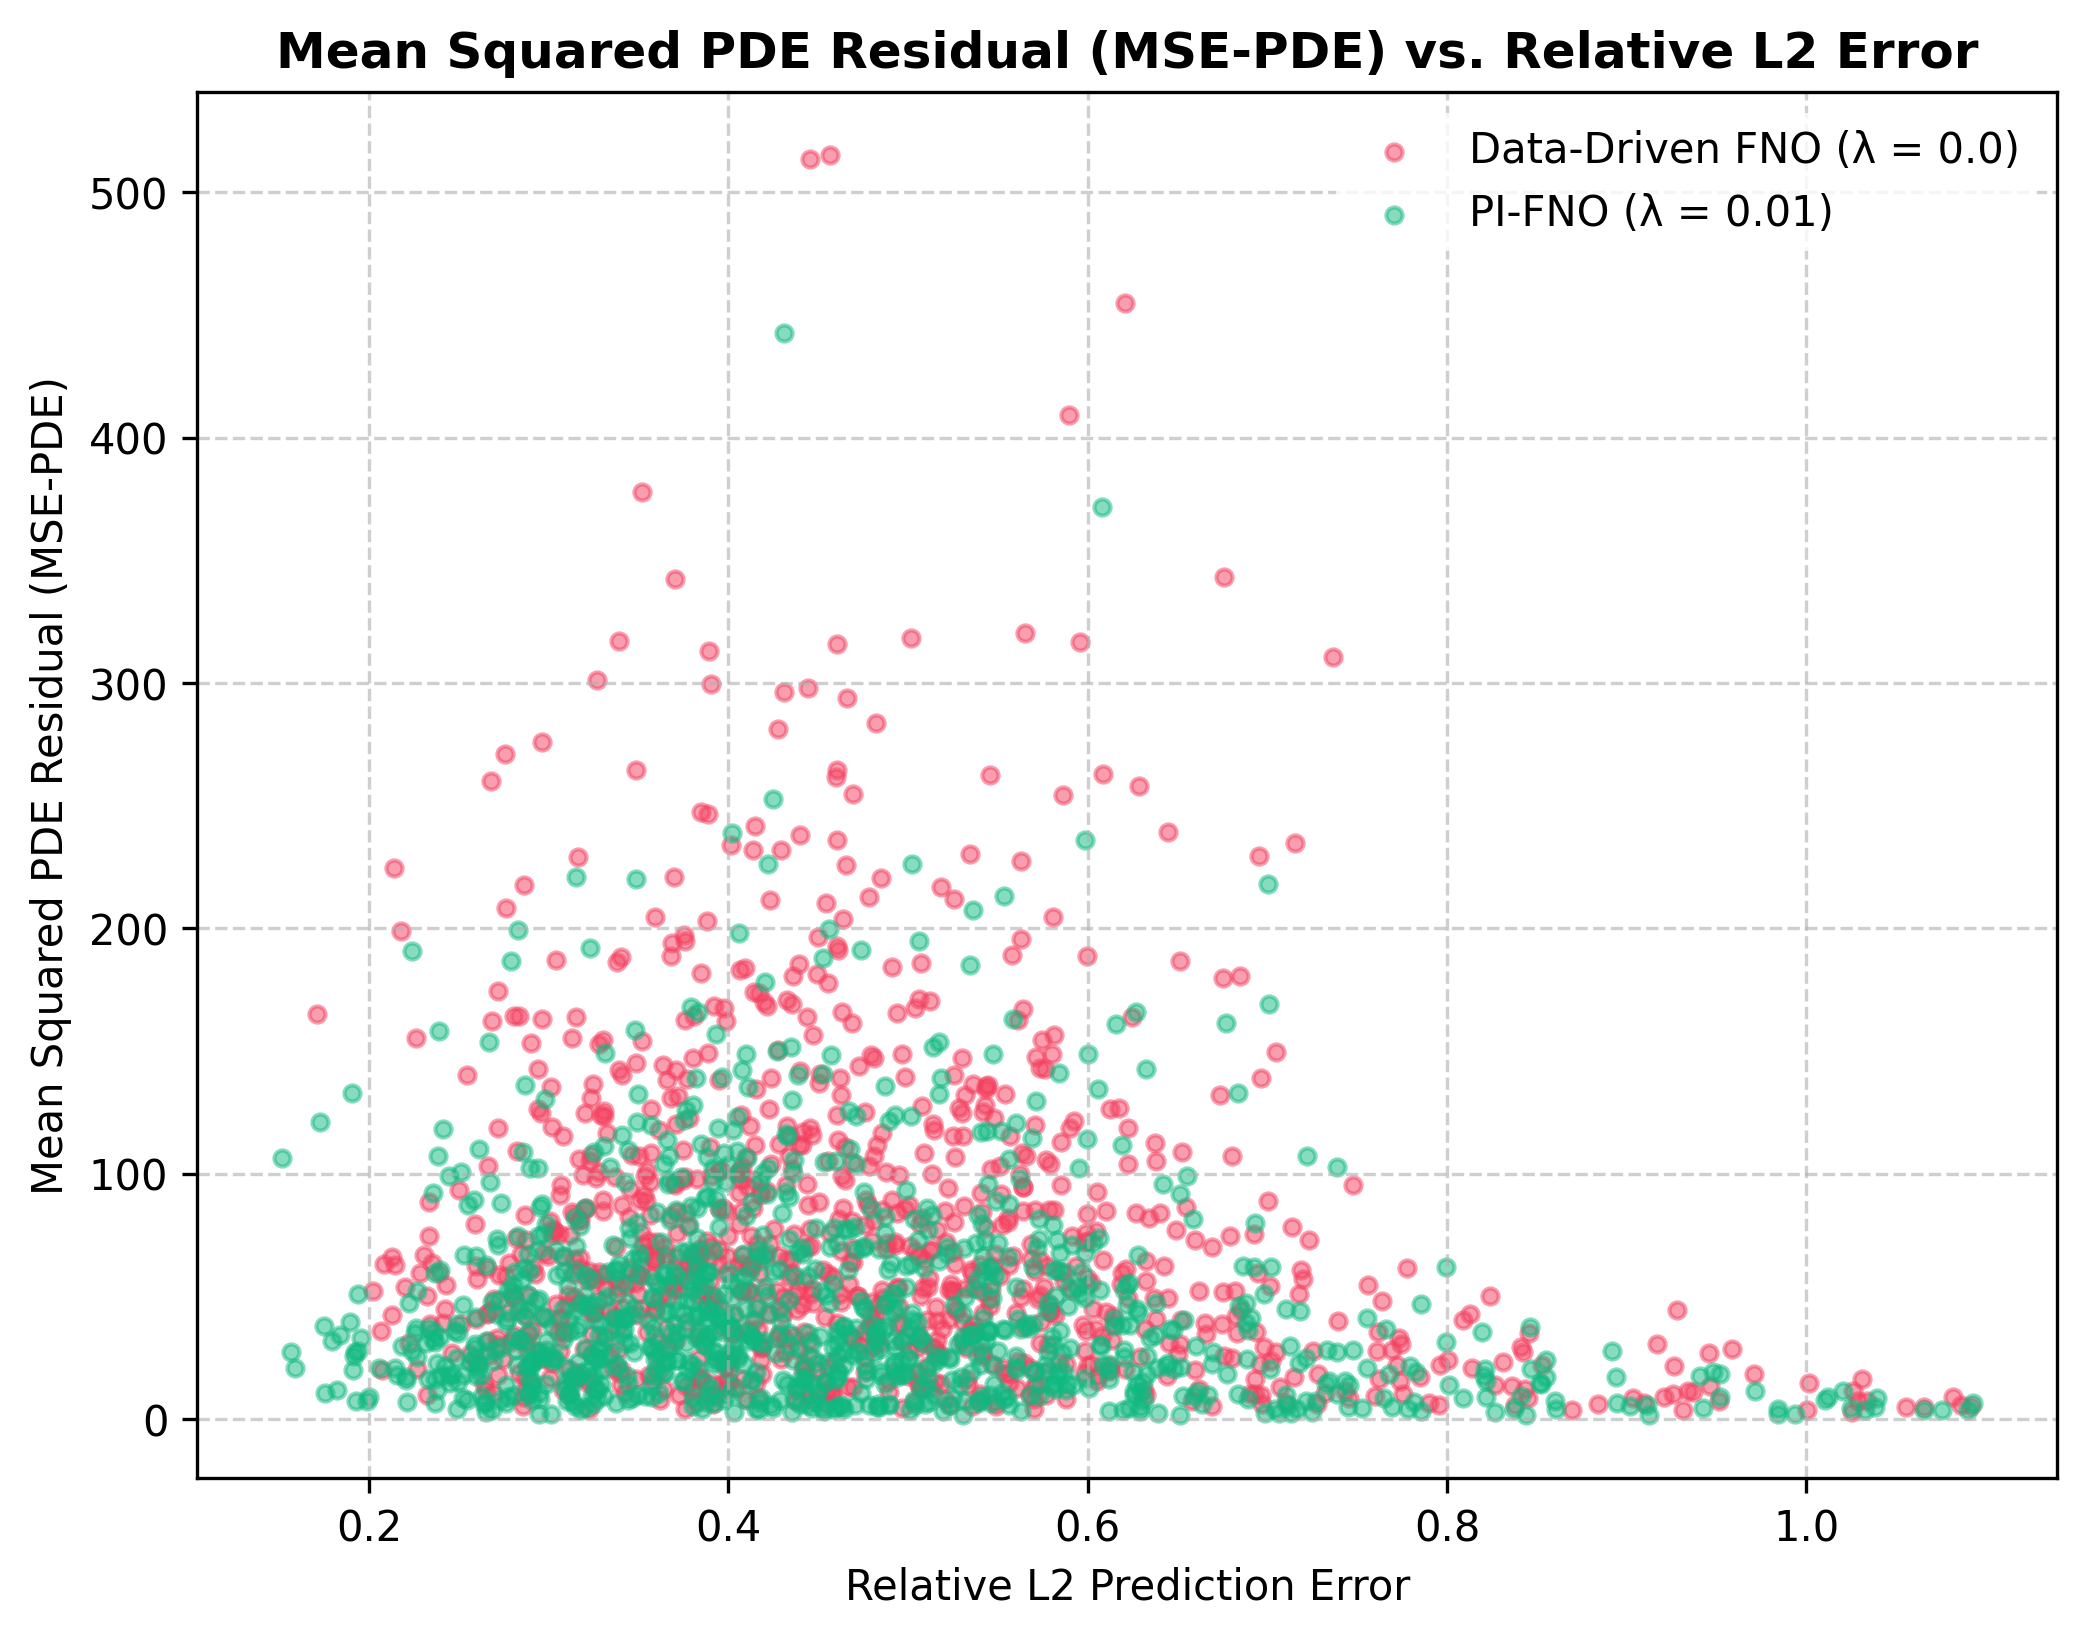 Mean Squared PDE Residual (MSE-PDE) vs. Relative L2 Error
Data-Driven FNO (λ = 0.0)
PI-FNO (λ = 0.01)
Mean Squared PDE Residual (MSE-PDE)
500
400
300
200
100
0
0.2 0.4 0.6 0.8 1.0
Relative L2 Prediction Error